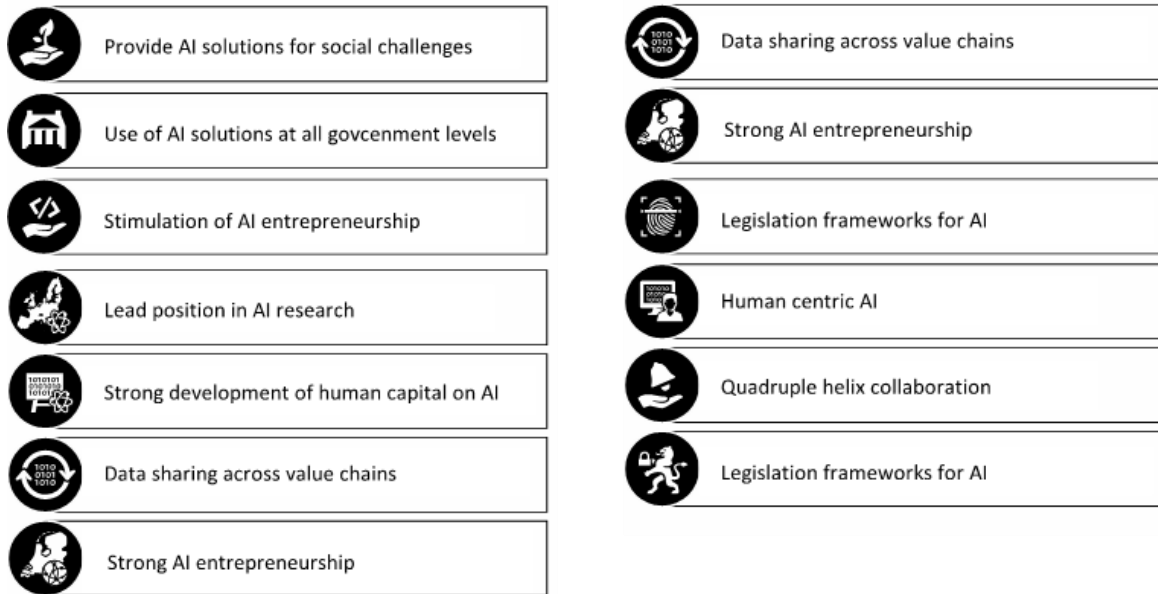 Provide AI solutions for social challenges
Use of AI solutions at all govcenment levels
Stimulation of AI entrepreneurship
Lead position in AI research
Strong development of human capital on AI
Data sharing across value chains
Strong AI entrepreneurship
Data sharing across value chains
Strong AI entrepreneurship
Legislation frameworks for AI
Human centric AI
Quadruple helix collaboration
Legislation frameworks for AI